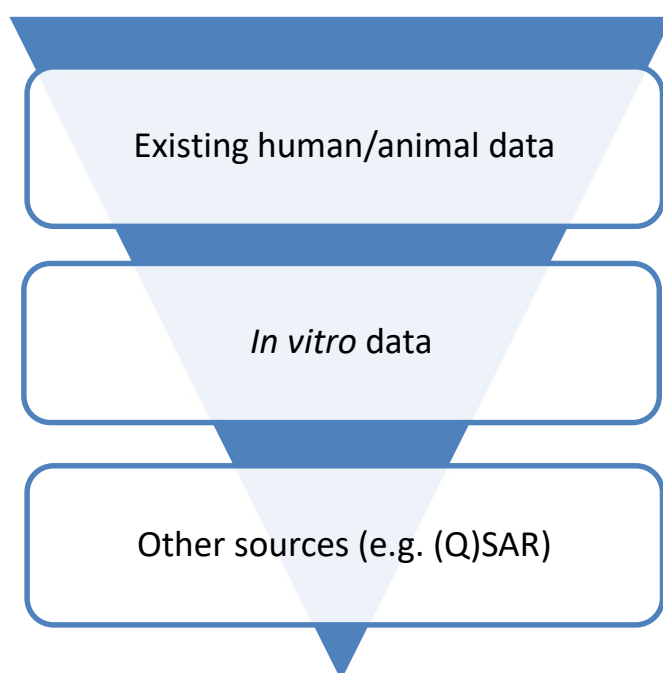 Existing human/animal data
In vitro data
Other sources (e.g. (Q)SAR)